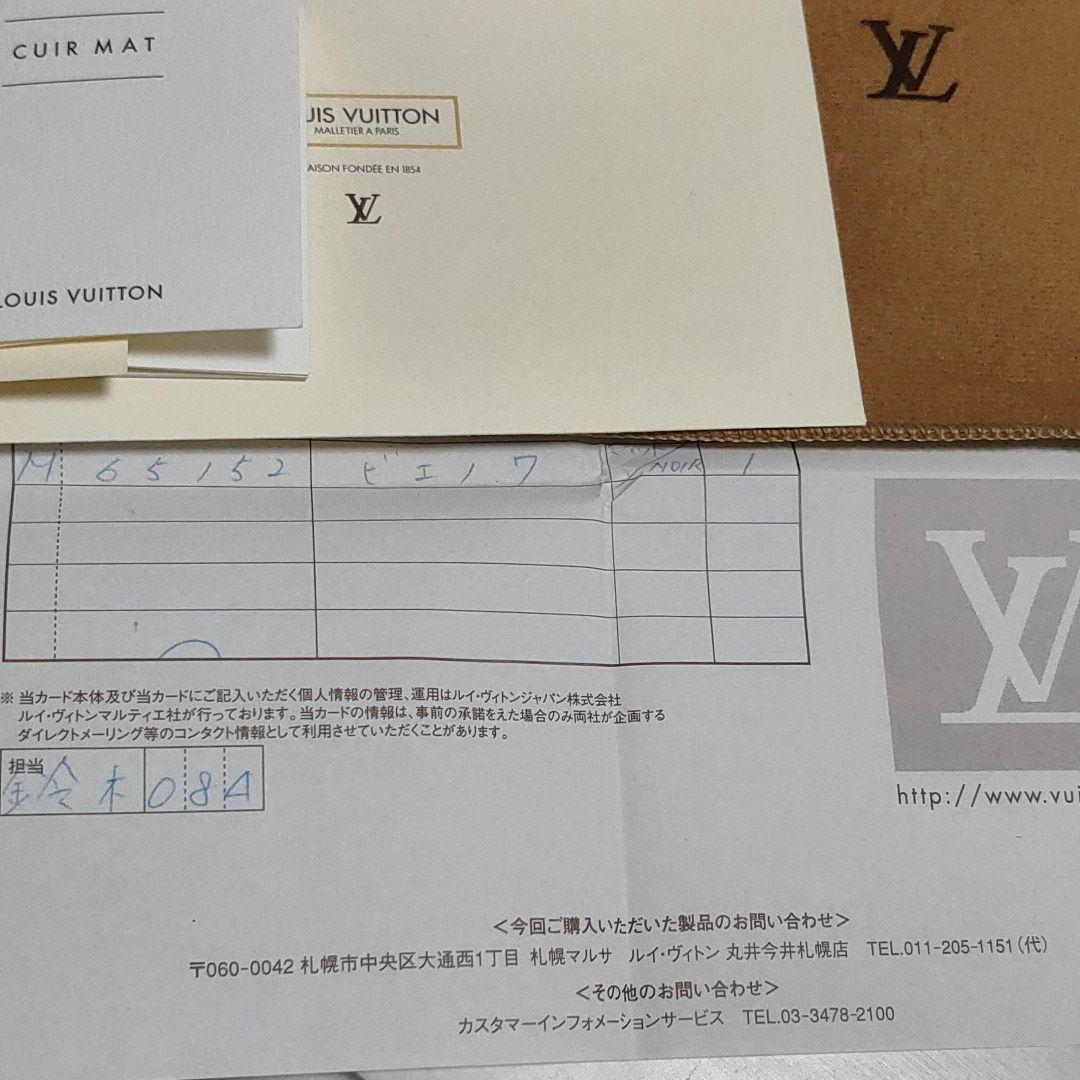 CUIR MAT
LOUIS VUITTON
UIS VUITTON
MALLETIER A PARIS
AISON FONDÉE EN 1854
LV
LV
M 65152 ビエノワ NOIR 1
LV
※ 当カード本体及び当カードにご記入いただく個人情報の管理、運用はルイ・ヴィトンジャパン株式会社
ルイ・ヴィトンマルティエ社が行っております。当カードの情報は、事前の承諾をえた場合のみ両社が企画する
ダイレクトメーリング等のコンタクト情報として利用させていただくことがあります。
担当
鈴木 084
http://www.vui
＜今回ご購入いただいた製品のお問い合わせ＞
〒060-0042 札幌市中央区大通西1丁目 札幌マルサ ルイ・ヴィトン 丸井今井札幌店 TEL.011-205-1151（代）
＜その他のお問い合わせ＞
カスタマーインフォメーションサービス TEL.03-3478-2100